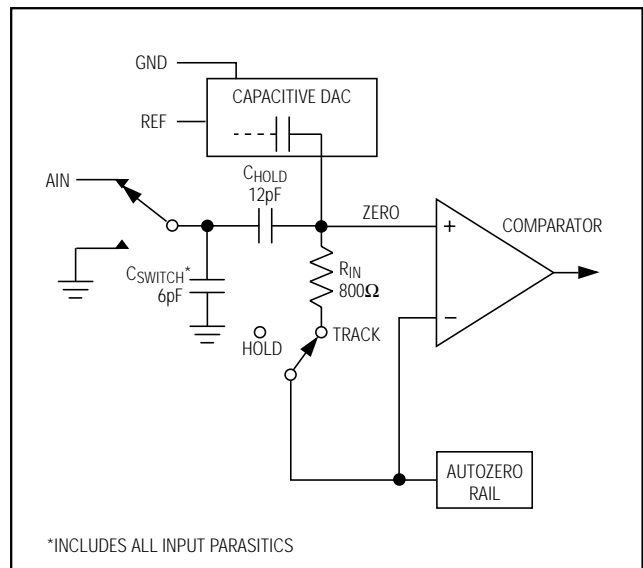 GND
CAPACITIVE DAC
REF
AIN
CHOLD
12pF
ZERO
COMPARATOR
+
CSWITCH*
6pF
RIN
800Ω
HOLD
TRACK
−
AUTOZERO
RAIL
*INCLUDES ALL INPUT PARASITICS